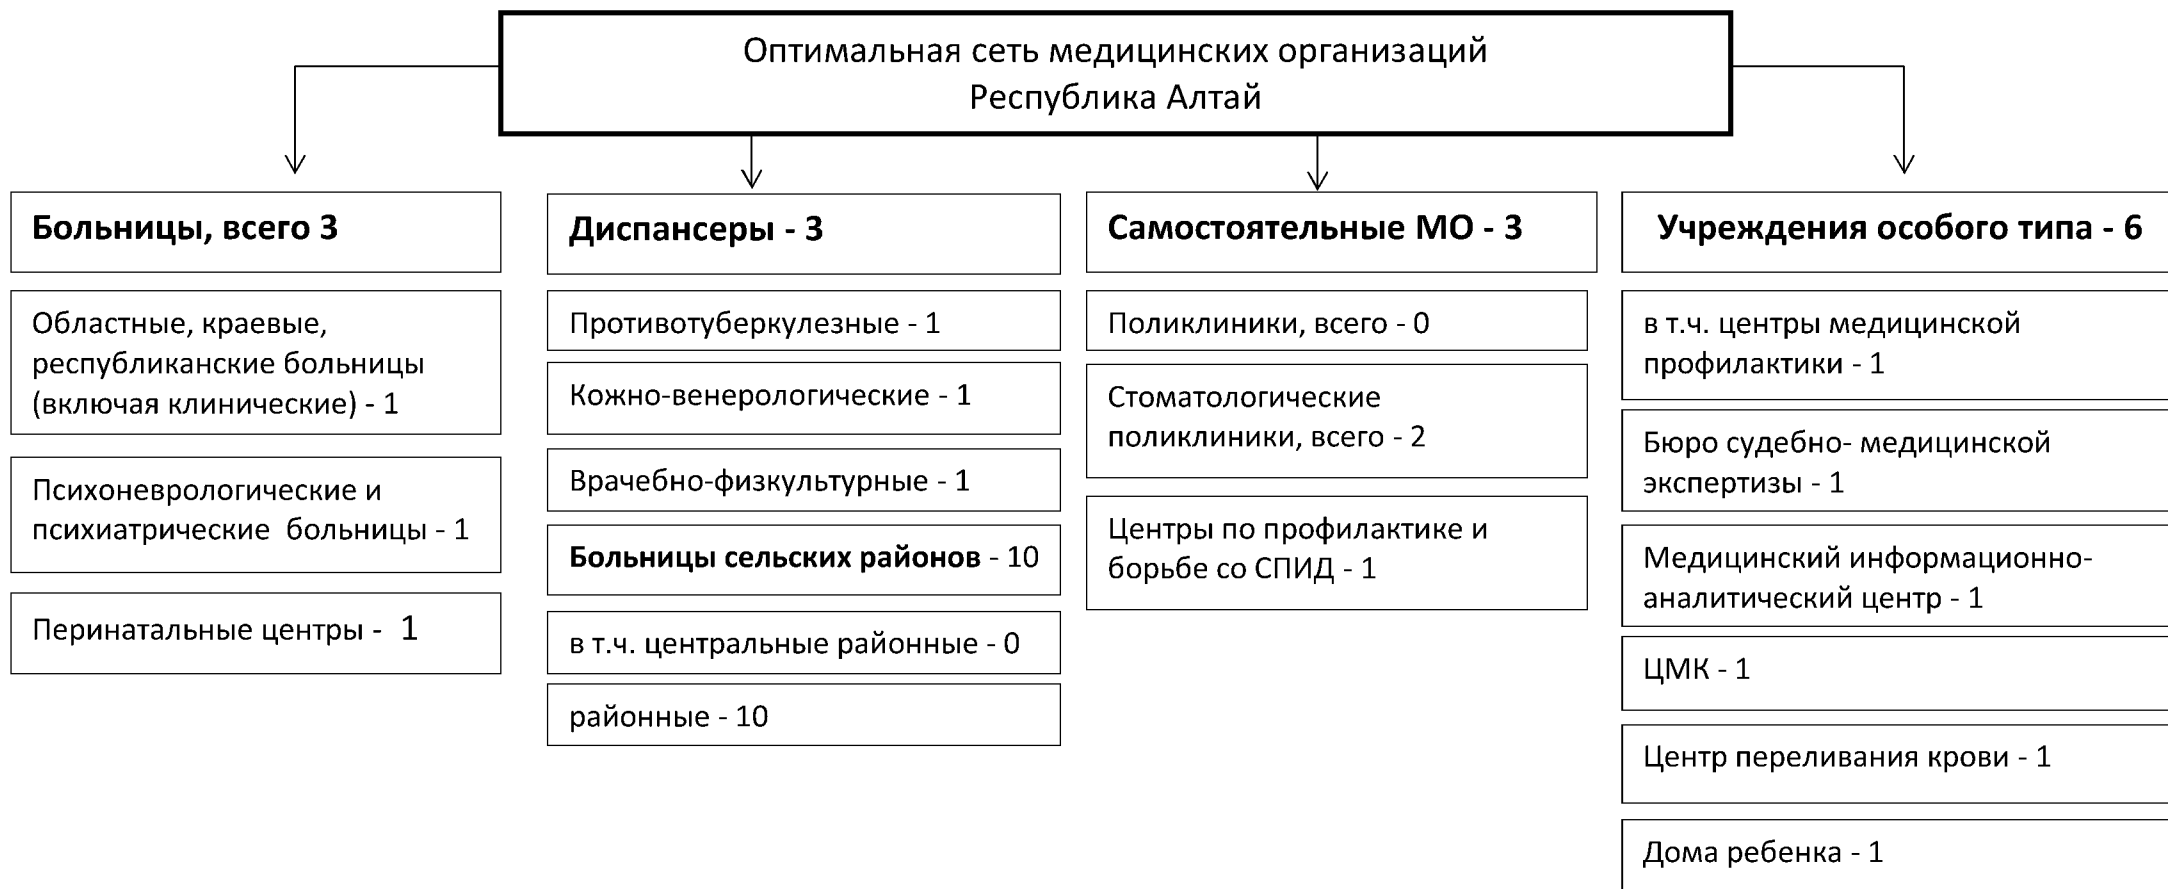 Оптимальная сеть медицинских организаций
Республика Алтай
Больницы, всего 3
Областные, краевые,
республиканские больницы
(включая клинические) - 1
Психоневрологические и
психиатрические больницы - 1
Перинатальные центры - 1
Диспансеры - 3
Противотуберкулезные - 1
Кожно-венерологические - 1
Врачебно-физкультурные - 1
Больницы сельских районов - 10
в т.ч. центральные районные - 0
районные - 10
Самостоятельные МО - 3
Поликлиники, всего - 0
Стоматологические
поликлиники, всего - 2
Центры по профилактике и
борьбе со СПИД - 1
Учреждения особого типа - 6
в т.ч. центры медицинской
профилактики - 1
Бюро судебно- медицинской
экспертизы - 1
Медицинский информационно-
аналитический центр - 1
ЦМК - 1
Центр переливания крови - 1
Дома ребенка - 1